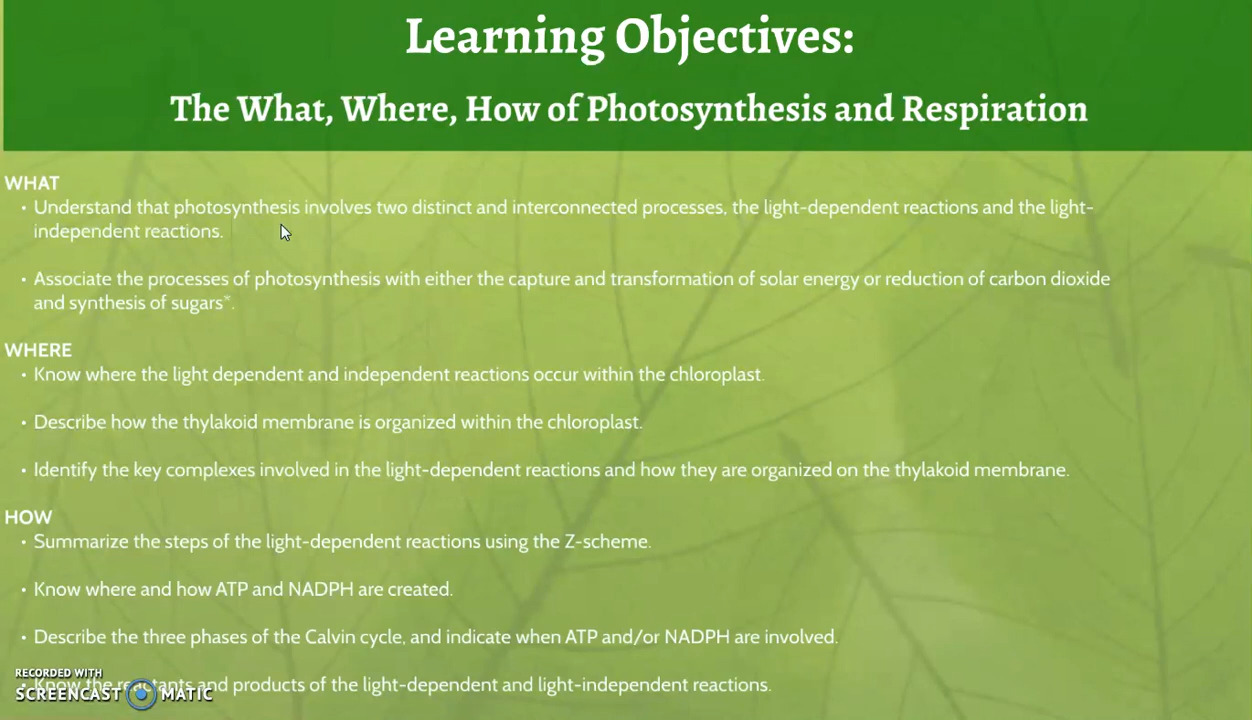 Learning Objectives:
The What, Where, How of Photosynthesis and Respiration
WHAT
• Understand that photosynthesis involves two distinct and interconnected processes, the light-dependent reactions and the light-
independent reactions.
• Associate the processes of photosynthesis with either the capture and transformation of solar energy or reduction of carbon dioxide
and synthesis of sugars*.
WHERE
• Know where the light dependent and independent reactions occur within the chloroplast.
• Describe how the thylakoid membrane is organized within the chloroplast.
• Identify the key complexes involved in the light-dependent reactions and how they are organized on the thylakoid membrane.
HOW
• Summarize the steps of the light-dependent reactions using the Z-scheme.
• Know where and how ATP and NADPH are created.
• Describe the three phases of the Calvin cycle, and indicate when ATP and/or NADPH are involved.
• Know the reactants and products of the light-dependent and light-independent reactions.
RECORDED WITH
SCREENCAST MATIC